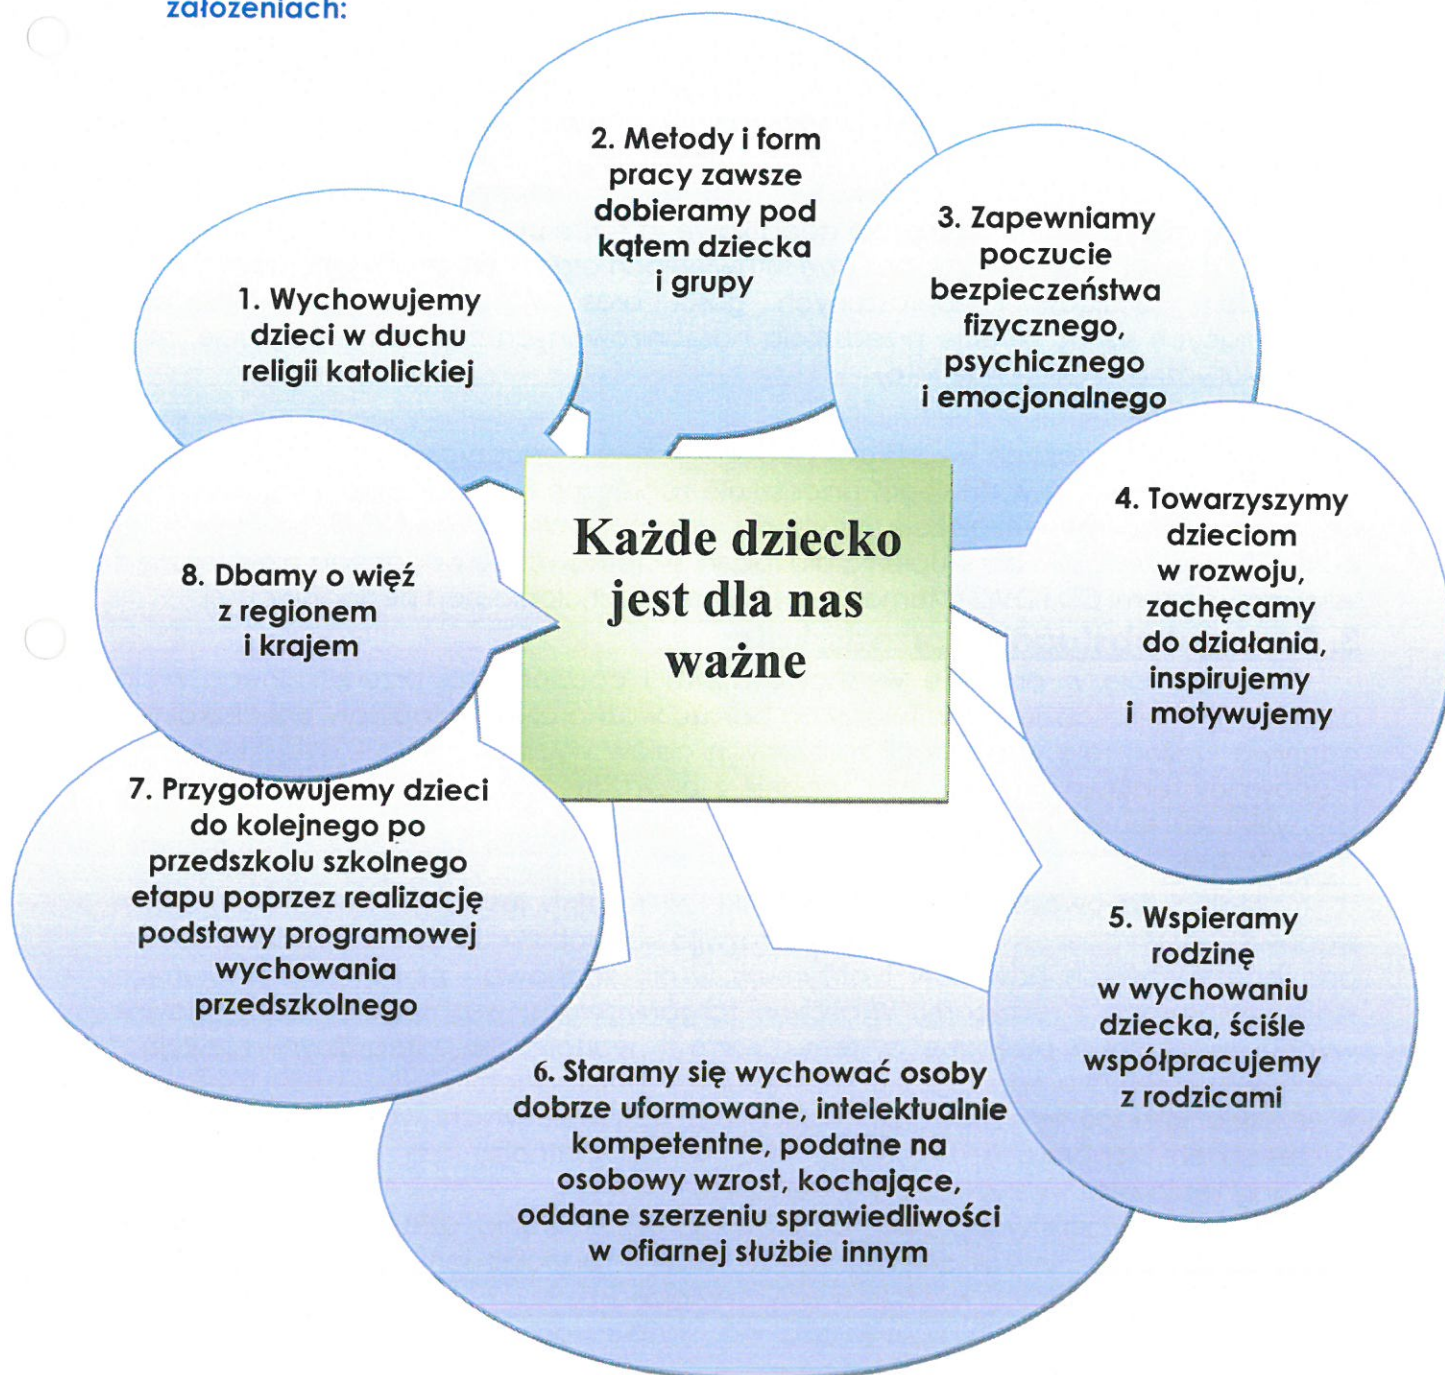 założeniach:
1. Wychowujemy
dzieci w duchu
religii katolickiej
2. Metody i form
pracy zawsze
dobieramy pod
kątem dziecka
i grupy
3. Zapewniamy
poczucie
bezpieczeństwa
fizycznego,
psychicznego
i emocjonalnego
4. Towarzyszymy
dzieciom
w rozwoju,
zachęcamy
do działania,
inspirujemy
i motywujemy
5. Wspieramy
rodzinę
w wychowaniu
dziecka, ściśle
współpracujemy
z rodzicami
6. Staramy się wychować osoby
dobrze uformowane, intelektualnie
kompetentne, podatne na
osobowy wzrost, kochające,
oddane szerzeniu sprawiedliwości
w ofiarnej służbie innym
7. Przygotowujemy dzieci
do kolejnego po
przedszkolu szkolnego
etapu poprzez realizację
podstawy programowej
wychowania
przedszkolnego
8. Dbamy o więź
z regionem
i krajem
Każde dziecko
jest dla nas
ważne